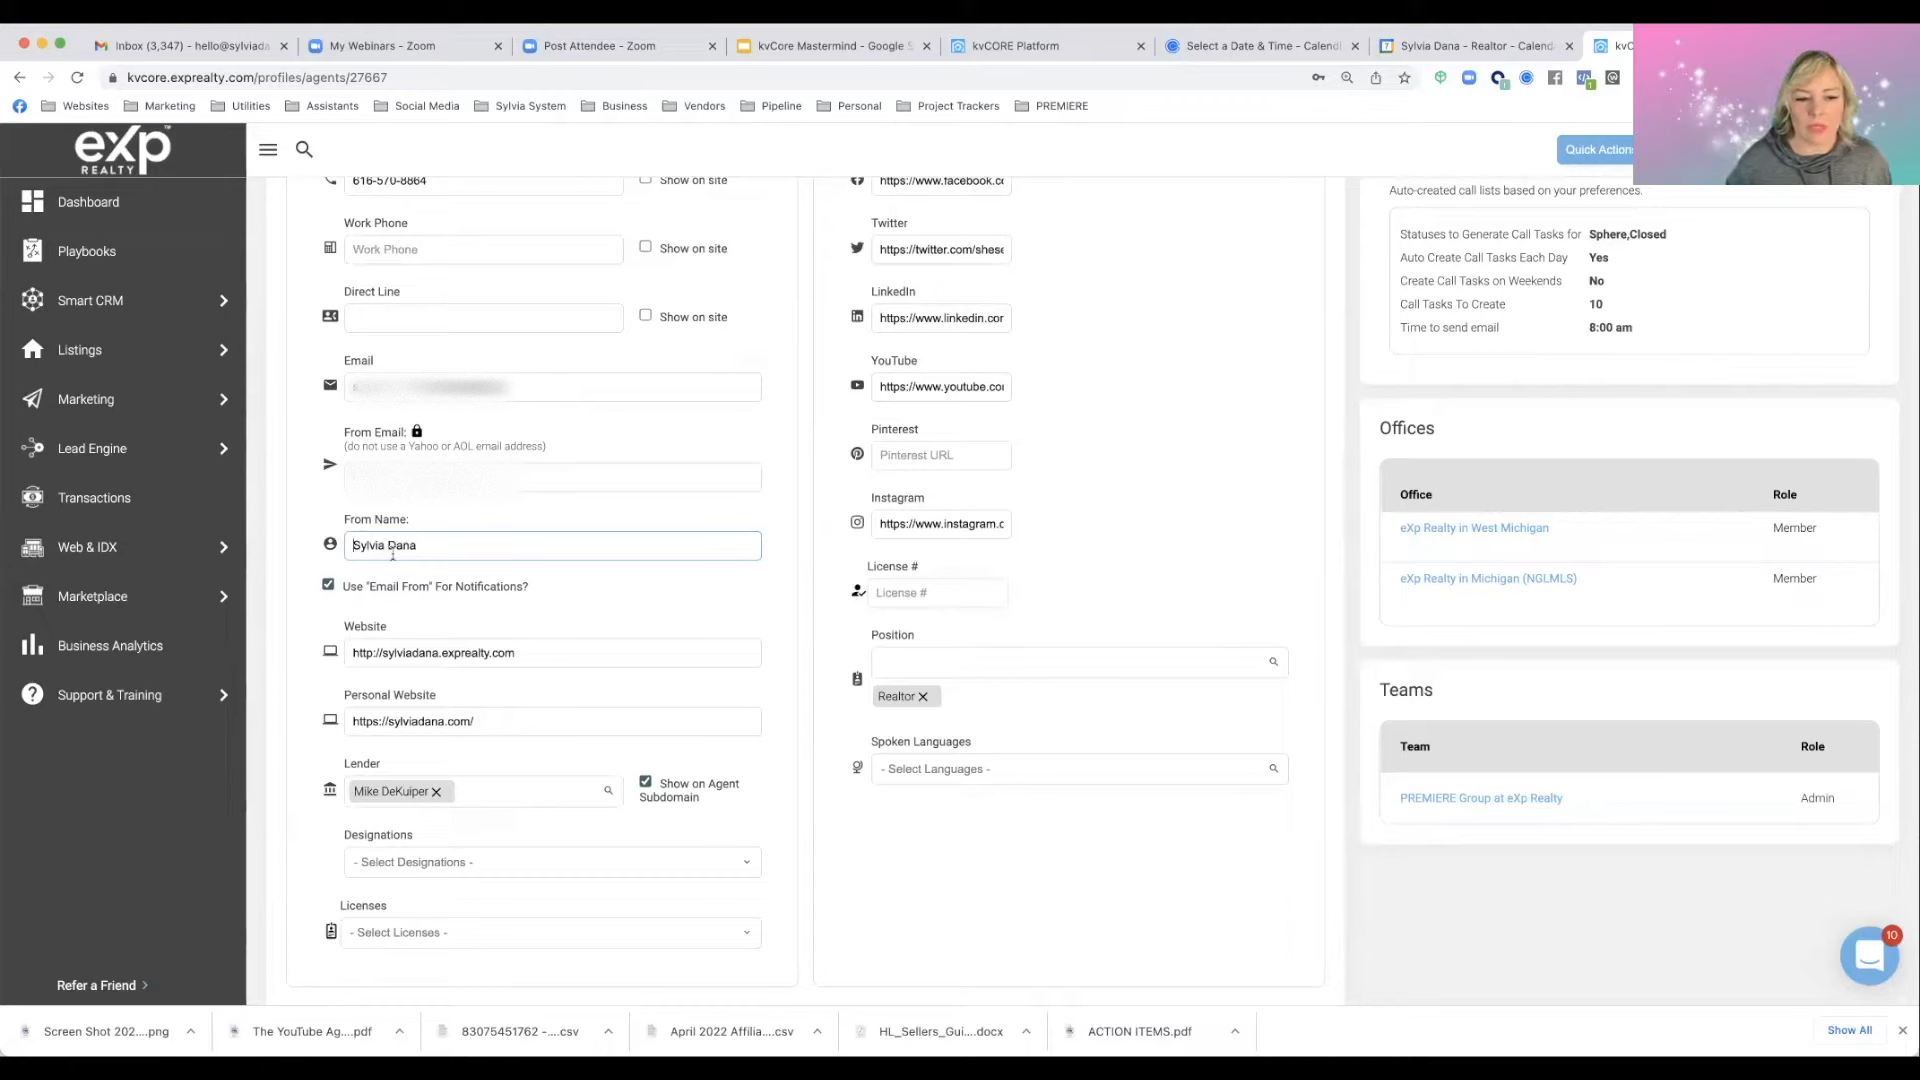 Inbox (3,347) - hello@sylviada
My Webinars - Zoom
Post Attendee - Zoom
kvCore Mastermind - Google S
kvCORE Platform
Select a Date & Time - Calendl
Sylvia Dana - Realtor - Calenda
kvCO
kvcore.exprealty.com/profiles/agents/27667
Websites
Marketing
Utilities
Assistants
Social Media
Sylvia System
Business
Vendors
Pipeline
Personal
Project Trackers
PREMIERE
eXp
REALTY
Quick Actions
Dashboard
Playbooks
Smart CRM
Listings
Marketing
Lead Engine
Transactions
Web & IDX
Marketplace
Business Analytics
Support & Training
Refer a Friend
616-570-8864
Show on site
Work Phone
Work Phone
Show on site
Direct Line
Show on site
Email
From Email:
(do not use a Yahoo or AOL email address)
From Name:
Sylvia Dana
Use "Email From" For Notifications?
Website
http://sylviadana.exprealty.com
Personal Website
https://sylviadana.com/
Lender
Mike DeKuiper
Show on Agent
Subdomain
Designations
- Select Designations -
Licenses
- Select Licenses -
https://www.facebook.cc
Twitter
https://twitter.com/shese
LinkedIn
https://www.linkedin.cor
YouTube
https://www.youtube.coi
Pinterest
Pinterest URL
Instagram
https://www.instagram.c
License #
License #
Position
Realtor
Spoken Languages
- Select Languages -
Auto-created call lists based on your preferences.
Statuses to Generate Call Tasks for Sphere,Closed
Auto Create Call Tasks Each Day Yes
Create Call Tasks on Weekends No
Call Tasks To Create 10
Time to send email 8:00 am
Offices
Office Role
eXp Realty in West Michigan Member
eXp Realty in Michigan (NGLMLS) Member
Teams
Team Role
PREMIERE Group at eXp Realty Admin
10
Screen Shot 202....png
The YouTube Ag....pdf
83075451762 -....csv
April 2022 Affilia....csv
HL_Sellers_Gui....docx
ACTION ITEMS.pdf
Show All